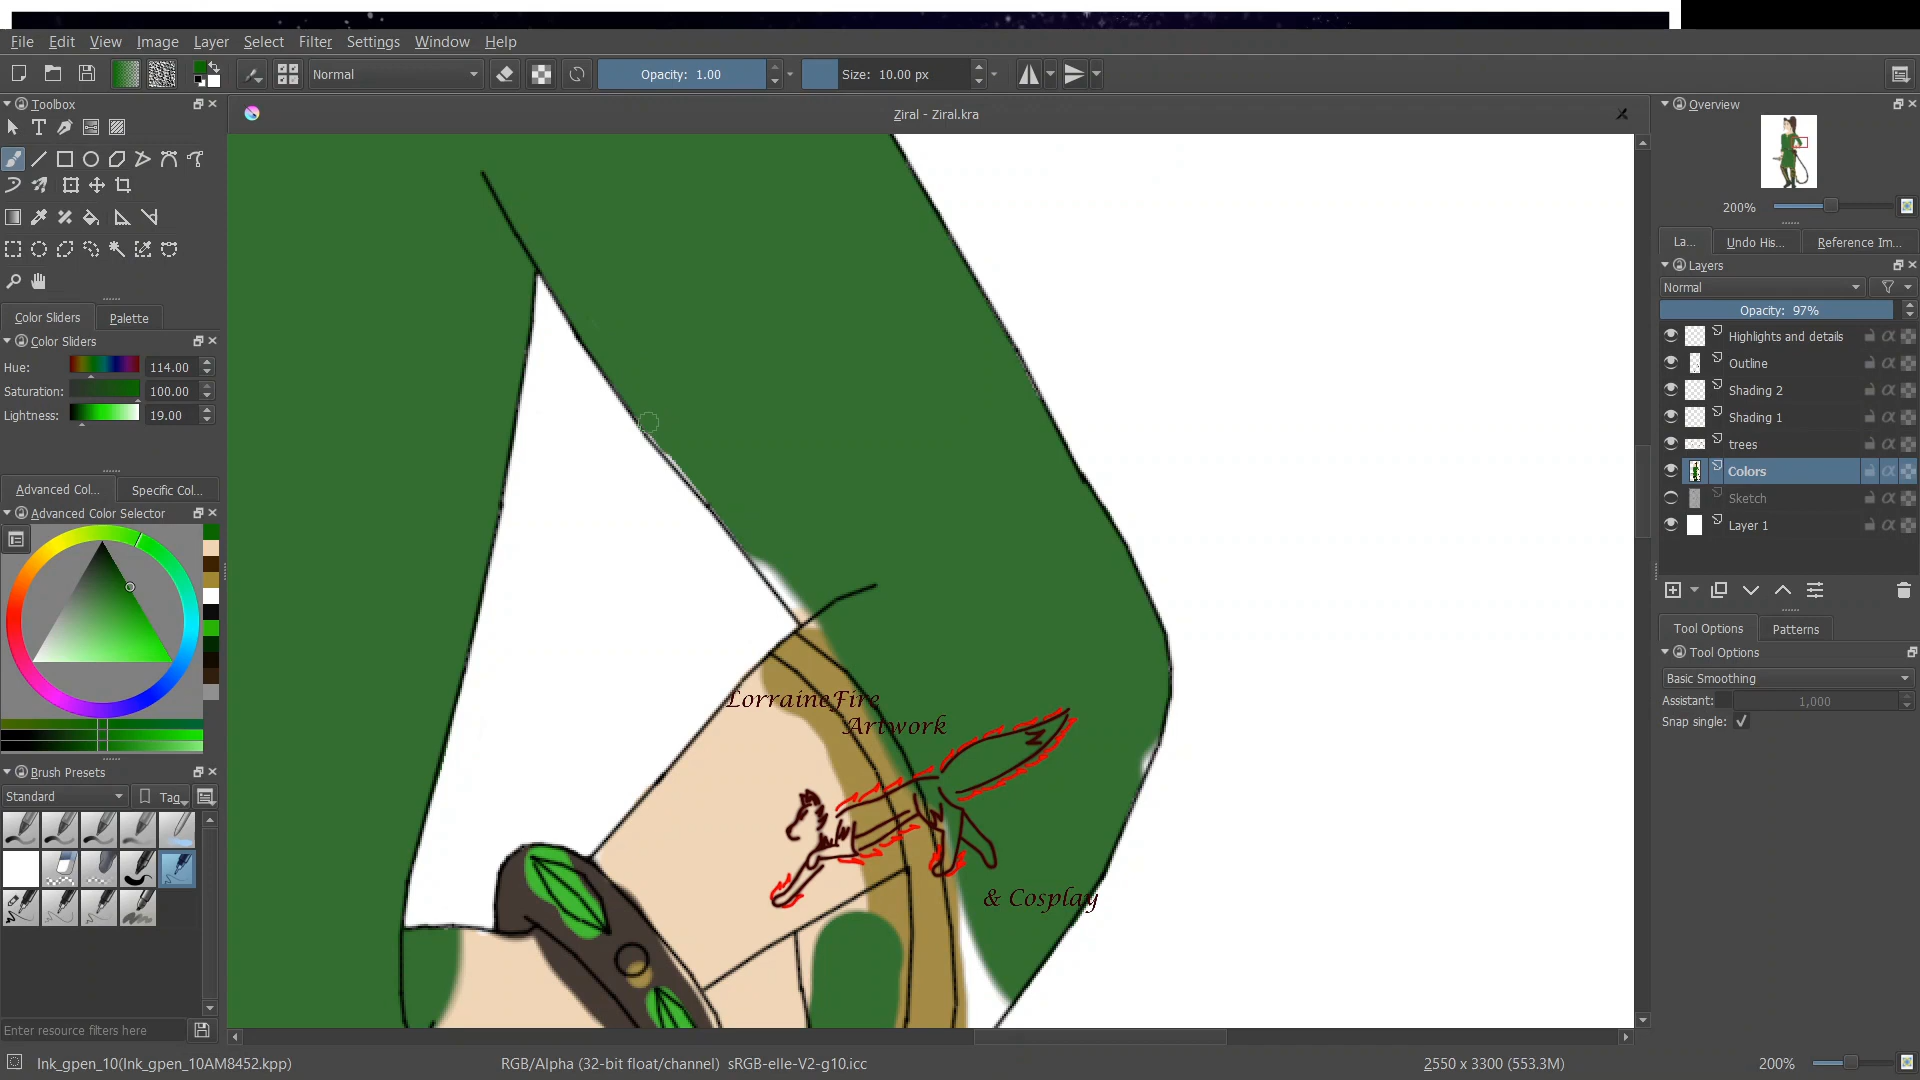 File Edit View Image Layer Select Filter Settings Window Help
Normal Opacity: 1.00 Size: 10.00 px
Toolbox
Ziral - Ziral.kra
Overview
200%
La... Undo His... Reference Im...
Layers
Normal
Opacity: 97%
Highlights and details
Outline
Shading 2
Shading 1
trees
Colors
Sketch
Layer 1
Tool Options Patterns
Tool Options
Basic Smoothing
Assistant: 1,000
Snap single:
Color Sliders Palette
Color Sliders
Hue: 114.00
Saturation: 100.00
Lightness: 19.00
Advanced Col... Specific Col...
Advanced Color Selector
Brush Presets
Standard Tag
Enter resource filters here
LorraineFire
Artwork
& Cosplay
Ink_gpen_10(Ink_gpen_10AM8452.kpp) RGB/Alpha (32-bit float/channel) sRGB-elle-V2-g10.icc 2550 x 3300 (553.3M) 200%